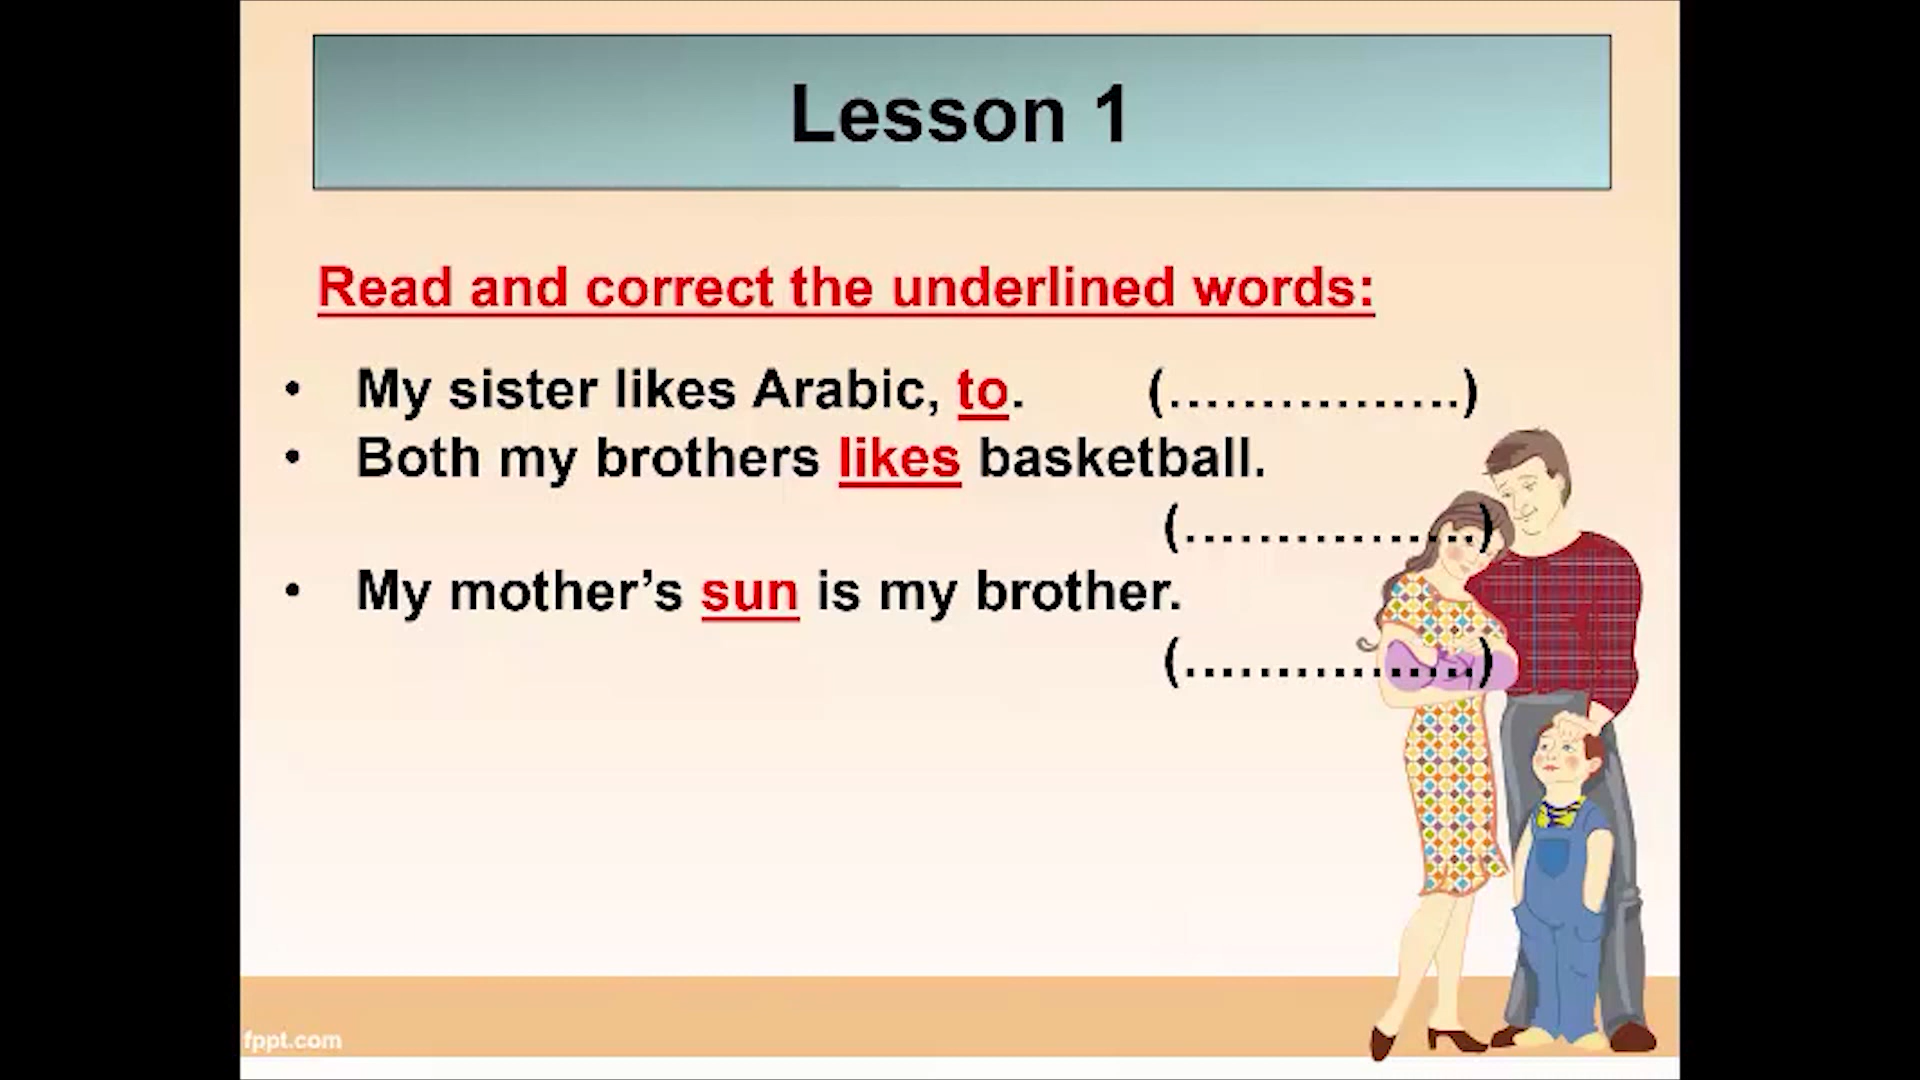 Lesson 1
Read and correct the underlined words:
• My sister likes Arabic, to. (................)
• Both my brothers likes basketball.
(................)
• My mother’s sun is my brother.
(................)
fppt.com